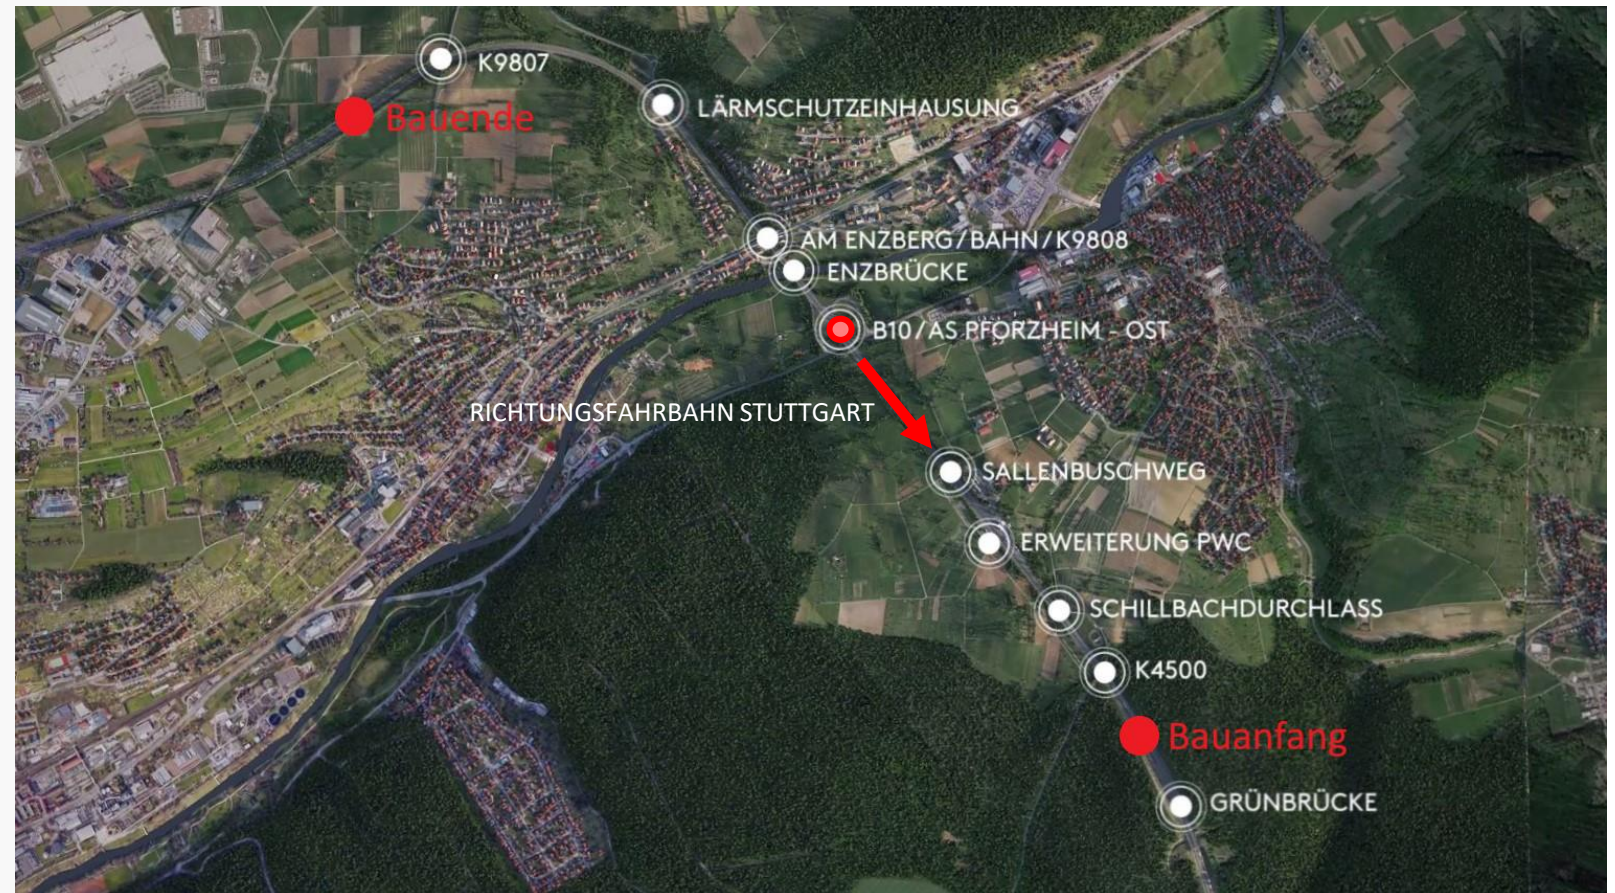 K9807
LÄRMSCHUTZEINHAUSUNG
Bauende
AM ENZBERG/BAHN/K9808
ENZBRÜCKE
B10/AS PFORZHEIM - OST
RICHTUNGSFAHRBAHN STUTTGART
SALLENBUSCHWEG
ERWEITERUNG PWC
SCHILLBACHDURCHLASS
K4500
Bauanfang
GRÜNBRÜCKE